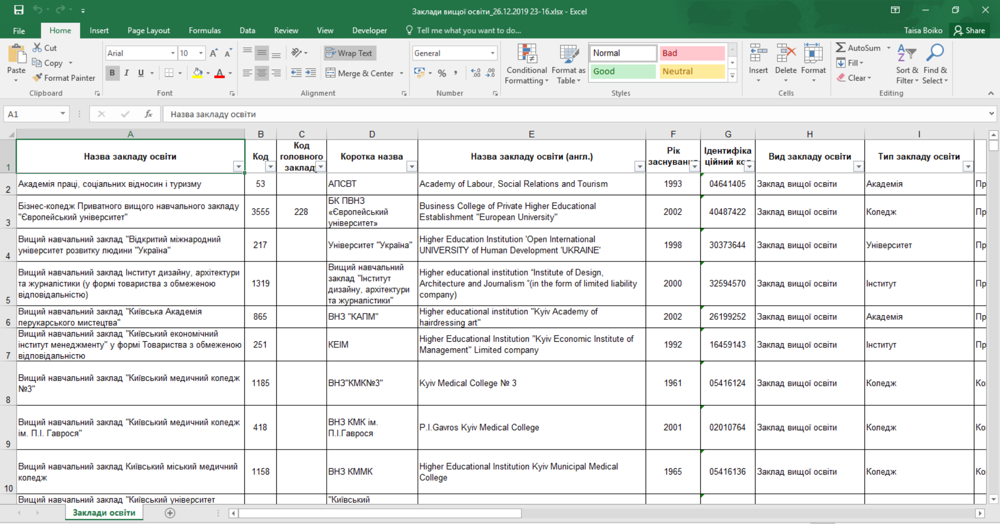 Заклади вищої освіти_26.12.2019 23-16.xlsx - Excel
File Home Insert Page Layout Formulas Data Review View Developer Tell me what you want to do... Taisa Boiko Share
Paste
Cut
Copy
Format Painter
Clipboard
Arial 10
B I U
Font
Wrap Text
Merge & Center
Alignment
General
%
Number
Conditional Formatting
Format as Table
Normal Bad
Good Neutral
Styles
Insert Delete Format
Cells
AutoSum
Fill
Clear
Sort & Filter
Find & Select
Editing
A1 fx Назва закладу освіти
A B C D E F G H I
1 Назва закладу освіти Код Код головного закладу Коротка назва Назва закладу освіти (англ.) Рік Ідентифіка Вид закладу освіти Тип закладу освіти
2 Академія праці, соціальних відносин і туризму 53 АПСВТ Academy of Labour, Social Relations and Tourism 1993 04641405 Заклад вищої освіти Академія Пр
3 Бізнес-коледж Приватного вищого навчального закладу "Європейський університет" 3555 228 БК ПВНЗ «Європейський університет» Business College of Private Higher Educational Establishment "European University" 2002 40487422 Заклад вищої освіти Коледж Пр
4 Вищий навчальний заклад "Відкритий міжнародний університет розвитку людини "Україна" 217 Університет "Україна" Higher Education Institution 'Open International UNIVERSITY of Human Development 'UKRAINE' 1998 30373644 Заклад вищої освіти Університет Пр
5 Вищий навчальний заклад Інститут дизайну, архітектури та журналістики (у формі товариства з обмеженою відповідальністю) 1319 Вищий навчальний заклад "Інститут дизайну, архітектури та журналістики" Higher educational institution “Institute of Design, Architecture and Journalism ”(in the form of limited liability company) 2000 32594570 Заклад вищої освіти Інститут Пр
6 Вищий навчальний заклад "Київська Академія перукарського мистецтва" 865 ВНЗ "КАПМ" Higher educational institution "Kyiv Academy of hairdressing art" 2002 26199252 Заклад вищої освіти Академія Пр
7 Вищий навчальний заклад "Київський економічний інститут менеджменту" у формі Товариства з обмеженою відповідальністю 251 КЕІМ Higher Educational Institution "Kyiv Economic Institute of Management" Limited company 1992 16459143 Заклад вищої освіти Інститут Пр
8 Вищий навчальний заклад "Київський медичний коледж №3" 1185 ВНЗ"КМК№3" Kyiv Medical College № 3 1961 05416124 Заклад вищої освіти Коледж Ко
9 Вищий навчальний заклад "Київський медичний коледж ім. П.І. Гаврося" 418 ВНЗ КМК ім. П.І.Гаврося P.I.Gavros Kyiv Medical College 2001 02010764 Заклад вищої освіти Коледж Ко
10 Вищий навчальний заклад Київський міський медичний коледж 1158 ВНЗ КММК Higher Educational Institution Kyiv Municipal Medical College 1965 05416136 Заклад вищої освіти Коледж Ко
Вищий навчальний заклад "Київський університет "Київський
Заклади освіти